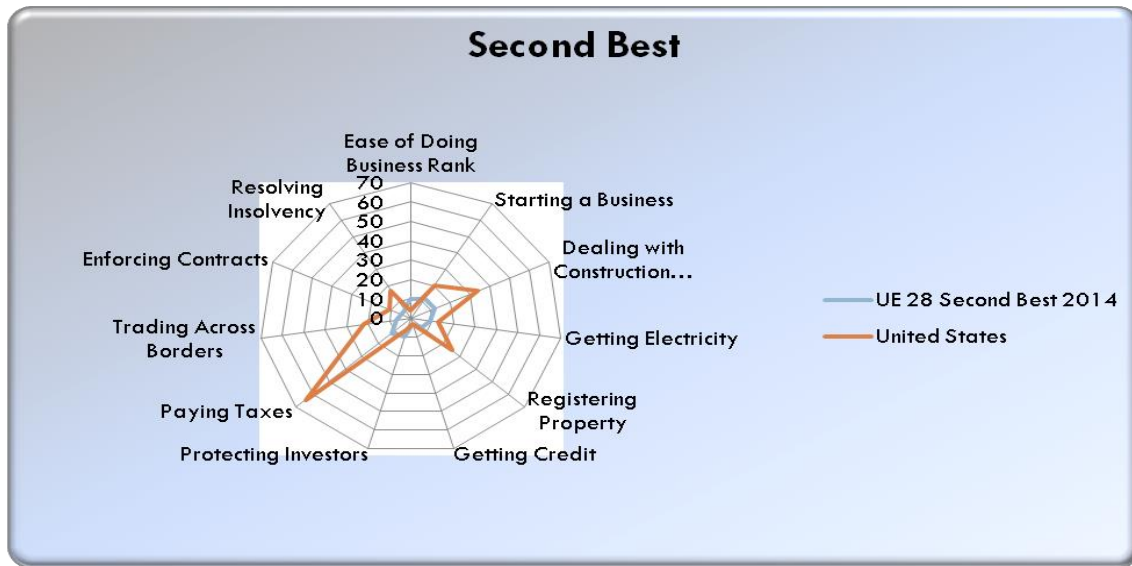 Second Best
Ease of Doing
Business Rank
70
60
50
40
30
20
10
0
Starting a Business
Dealing with
Construction...
Getting Electricity
Registering
Property
Getting Credit
Protecting Investors
Paying Taxes
Trading Across
Borders
Enforcing Contracts
Resolving
Insolvency
UE 28 Second Best 2014
United States